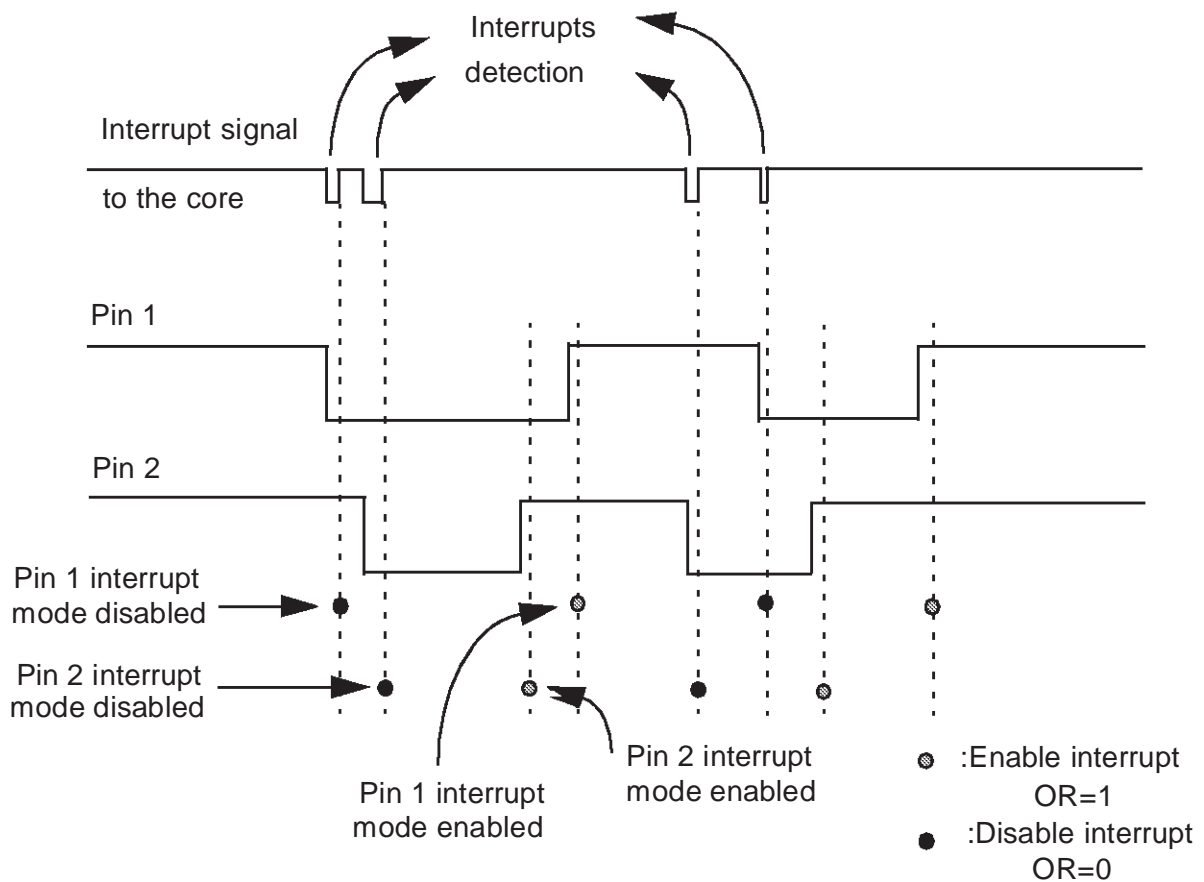 Interrupts
detection
Interrupt signal
to the core
Pin 1
Pin 2
Pin 1 interrupt
mode disabled
Pin 2 interrupt
mode disabled
Pin 1 interrupt
mode enabled
Pin 2 interrupt
mode enabled
:Enable interrupt
OR=1
:Disable interrupt
OR=0